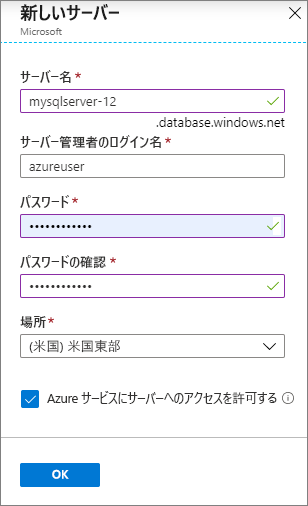 新しいサーバー
Microsoft
サーバー名 *
mysqlserver-12
.database.windows.net
サーバー管理者のログイン名 *
azureuser
パスワード *
••••••••••••
パスワードの確認 *
••••••••••••
場所*
(米国) 米国東部
Azure サービスにサーバーへのアクセスを許可する
OK